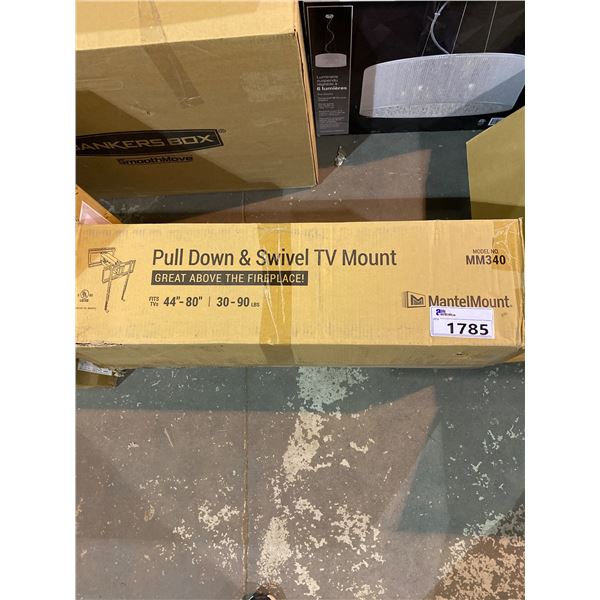 BANKERS BOX®
SmoothMove
Luminaire
suspendu
réglable à
6 lumières
Pull Down & Swivel TV Mount
GREAT ABOVE THE FIREPLACE!
FITS TVs 44"-80" | 30-90 LBS
MODEL NO.
MM340
MantelMount
1785